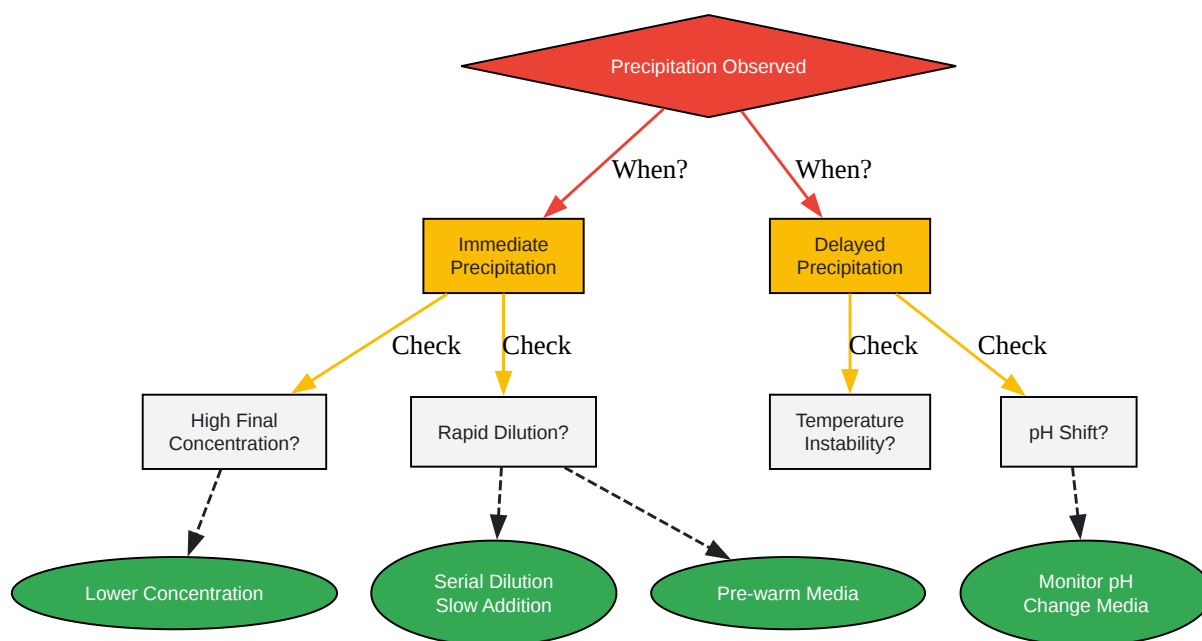 Precipitation Observed
When?
When?
Immediate
Precipitation
Delayed
Precipitation
Check
Check
Check
Check
High Final
Concentration?
Rapid Dilution?
Temperature
Instability?
pH Shift?
Lower Concentration
Serial Dilution
Slow Addition
Pre-warm Media
Monitor pH
Change Media